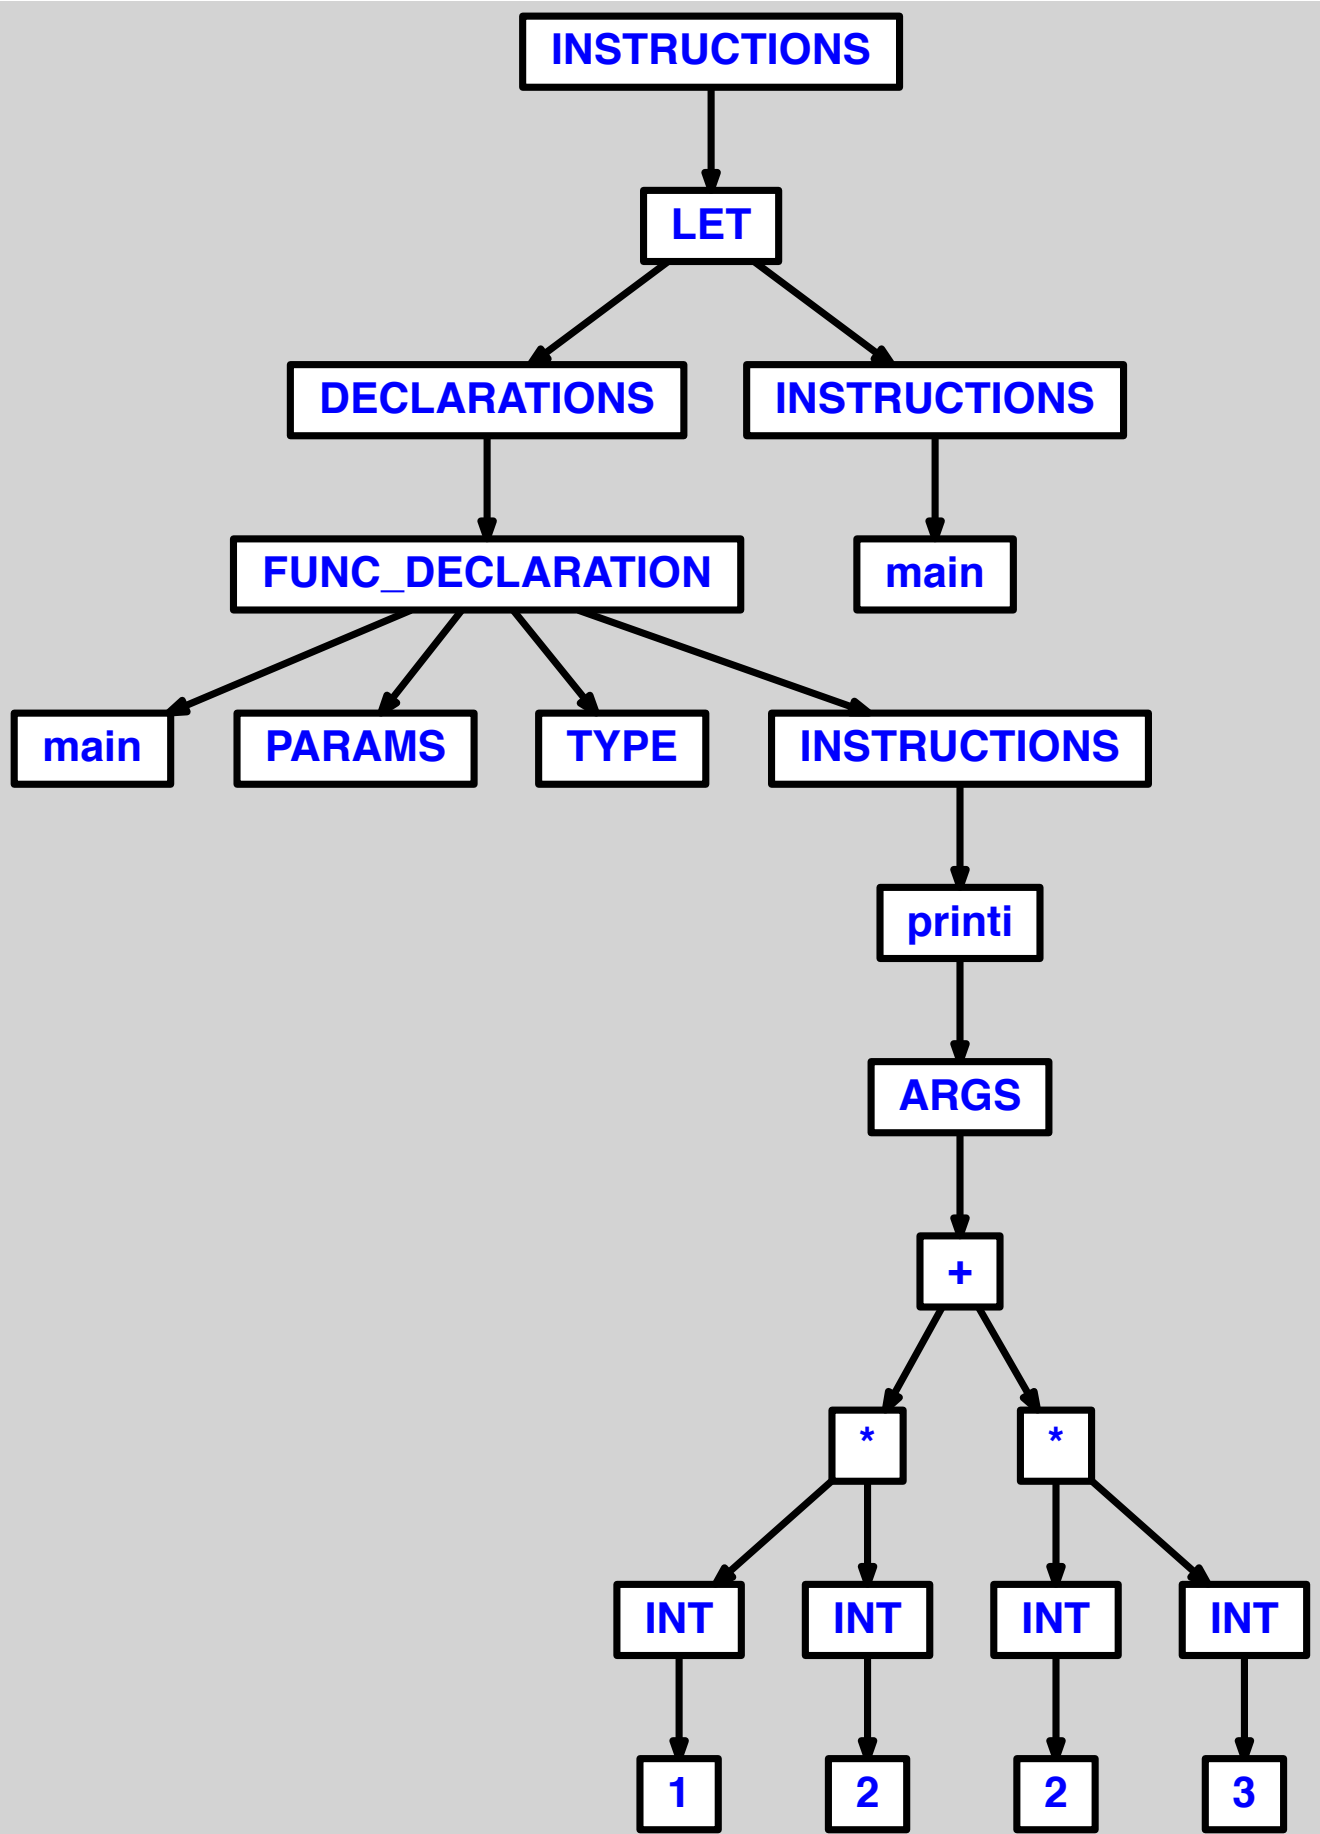 INSTRUCTIONS
LET
DECLARATIONS INSTRUCTIONS
FUNC_DECLARATION main
main PARAMS TYPE INSTRUCTIONS
printi
ARGS
+
* *
INT INT INT INT
1 2 2 3